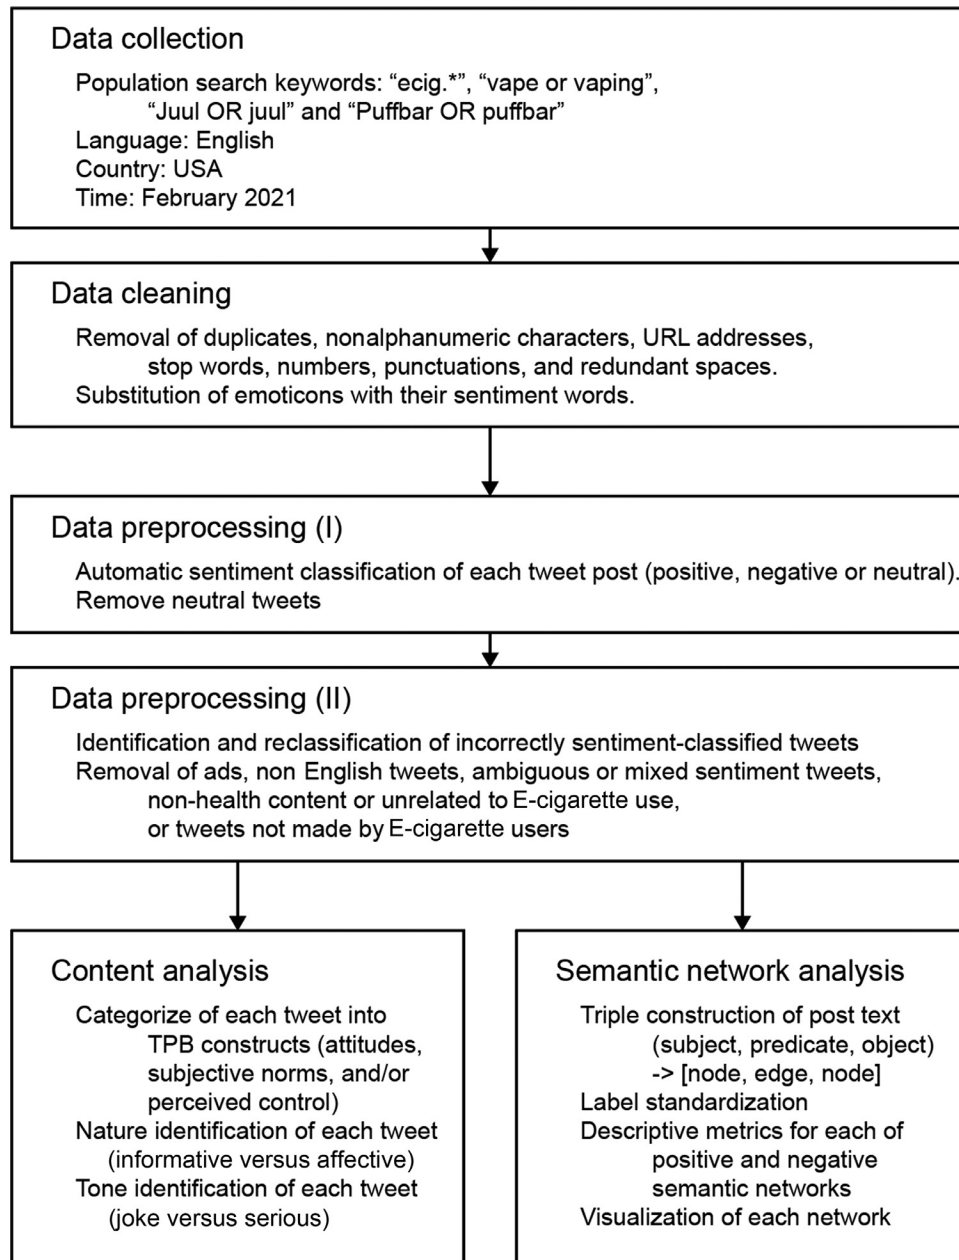 Data collection
Population search keywords: “ecig.*”, “vape or vaping”,
“Juul OR juul” and “Puffbar OR puffbar”
Language: English
Country: USA
Time: February 2021
Data cleaning
Removal of duplicates, nonalphanumeric characters, URL addresses,
stop words, numbers, punctuations, and redundant spaces.
Substitution of emoticons with their sentiment words.
Data preprocessing (I)
Automatic sentiment classification of each tweet post (positive, negative or neutral).
Remove neutral tweets
Data preprocessing (II)
Identification and reclassification of incorrectly sentiment-classified tweets
Removal of ads, non English tweets, ambiguous or mixed sentiment tweets,
non-health content or unrelated to E-cigarette use,
or tweets not made by E-cigarette users
Content analysis
Categorize of each tweet into
TPB constructs (attitudes,
subjective norms, and/or
perceived control)
Nature identification of each tweet
(informative versus affective)
Tone identification of each tweet
(joke versus serious)
Semantic network analysis
Triple construction of post text
(subject, predicate, object)
-> [node, edge, node]
Label standardization
Descriptive metrics for each of
positive and negative
semantic networks
Visualization of each network